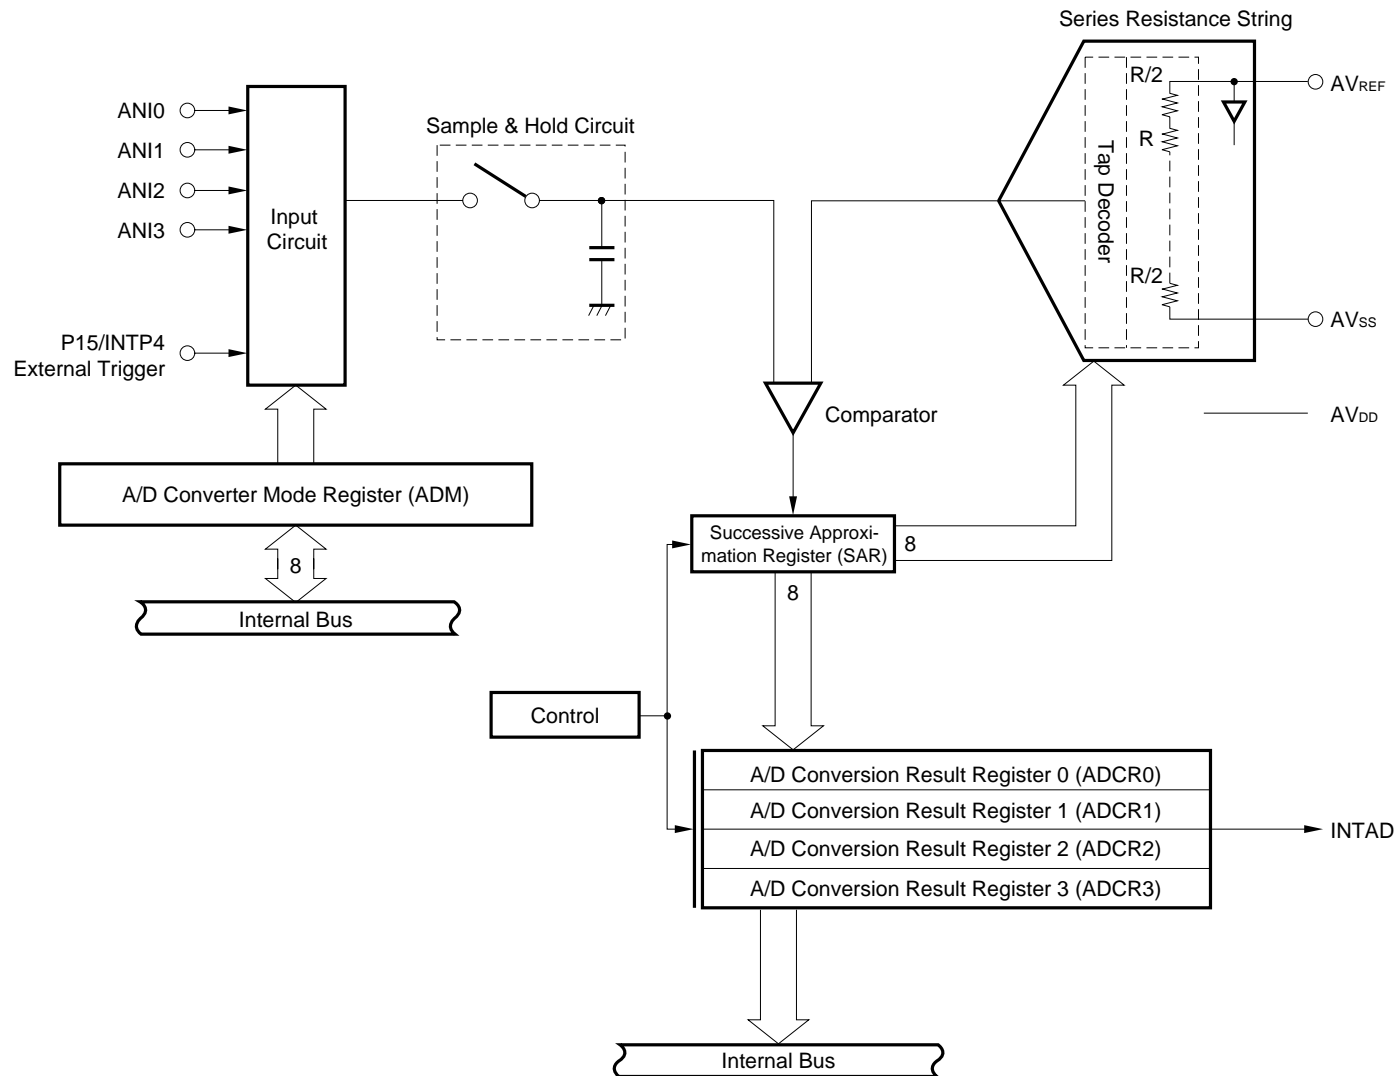 Series Resistance String
ANI0
ANI1
ANI2
ANI3
P15/INTP4
External Trigger
Input
Circuit
Sample & Hold Circuit
R/2
R
R/2
Tap Decoder
AVREF
AVSS
AVDD
Comparator
A/D Converter Mode Register (ADM)
8
Internal Bus
Successive Approxi-
mation Register (SAR)
8
8
Control
A/D Conversion Result Register 0 (ADCR0)
A/D Conversion Result Register 1 (ADCR1)
A/D Conversion Result Register 2 (ADCR2)
A/D Conversion Result Register 3 (ADCR3)
INTAD
Internal Bus